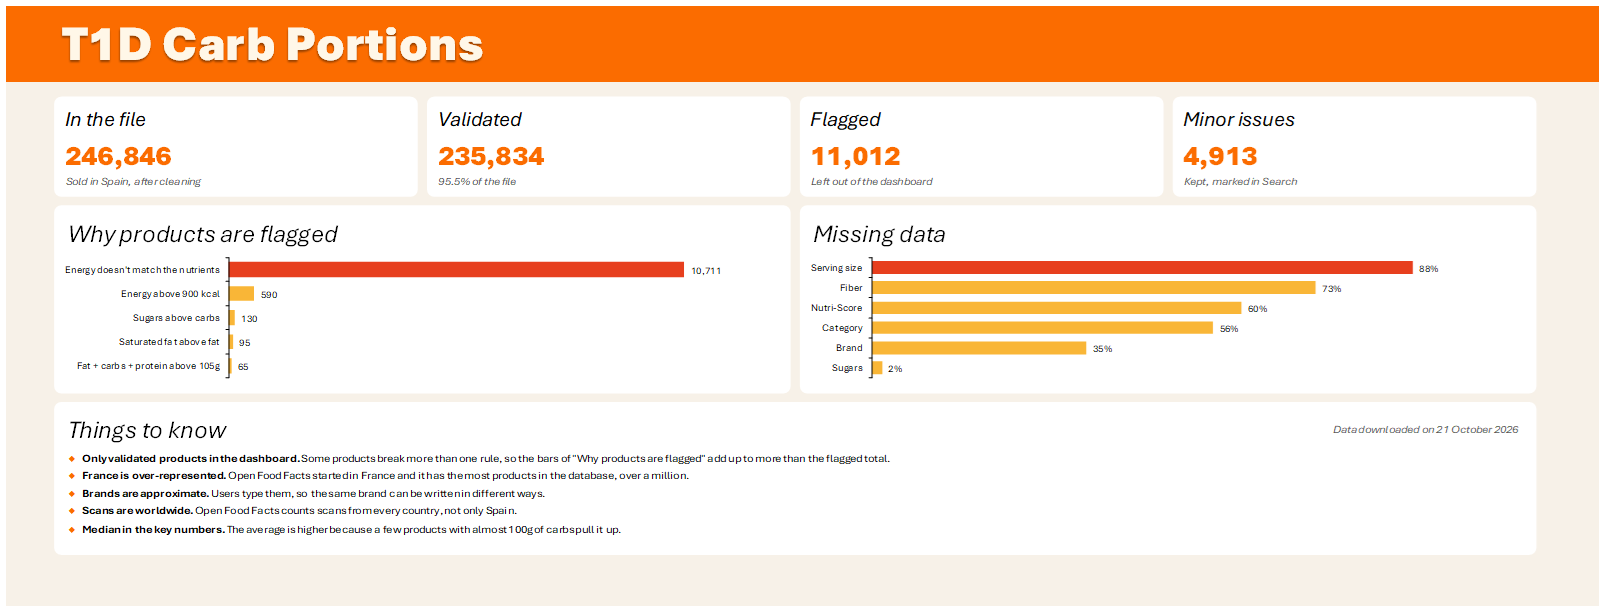 T1D Carb Portions
In the file
246,846
Sold in Spain, after cleaning
Validated
235,834
95.5% of the file
Flagged
11,012
Left out of the dashboard
Minor issues
4,913
Kept, marked in Search
Why products are flagged
Energy doesn't match the nutrients 10,711
Energy above 900 kcal 590
Sugars above carbs 130
Saturated fat above fat 95
Fat + carbs + protein above 105g 65
Missing data
Serving size 88%
Fiber 73%
Nutri-Score 60%
Category 56%
Brand 35%
Sugars 2%
Things to know
Data downloaded on 21 October 2026
Only validated products in the dashboard. Some products break more than one rule, so the bars of "Why products are flagged" add up to more than the flagged total.
France is over-represented. Open Food Facts started in France and it has the most products in the database, over a million.
Brands are approximate. Users type them, so the same brand can be written in different ways.
Scans are worldwide. Open Food Facts counts scans from every country, not only Spain.
Median in the key numbers. The average is higher because a few products with almost 100g of carbs pull it up.